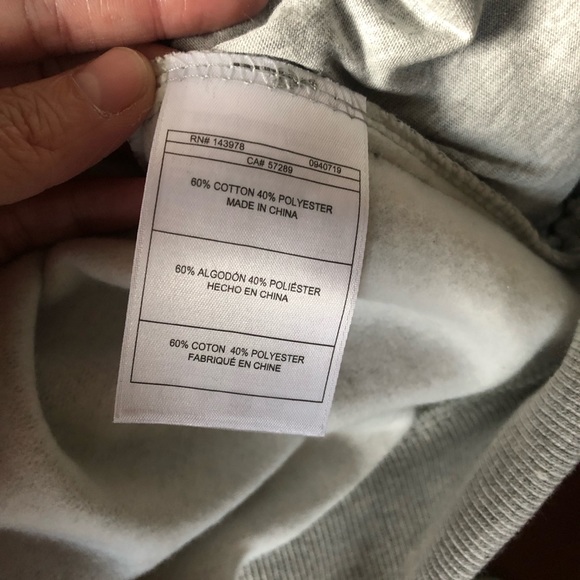 RN# 143978 0940719
CA# 57289
60% COTTON 40% POLYESTER
MADE IN CHINA
60% ALGODÓN 40% POLIÉSTER
HECHO EN CHINA
60% COTON 40% POLYESTER
FABRIQUÉ EN CHINE